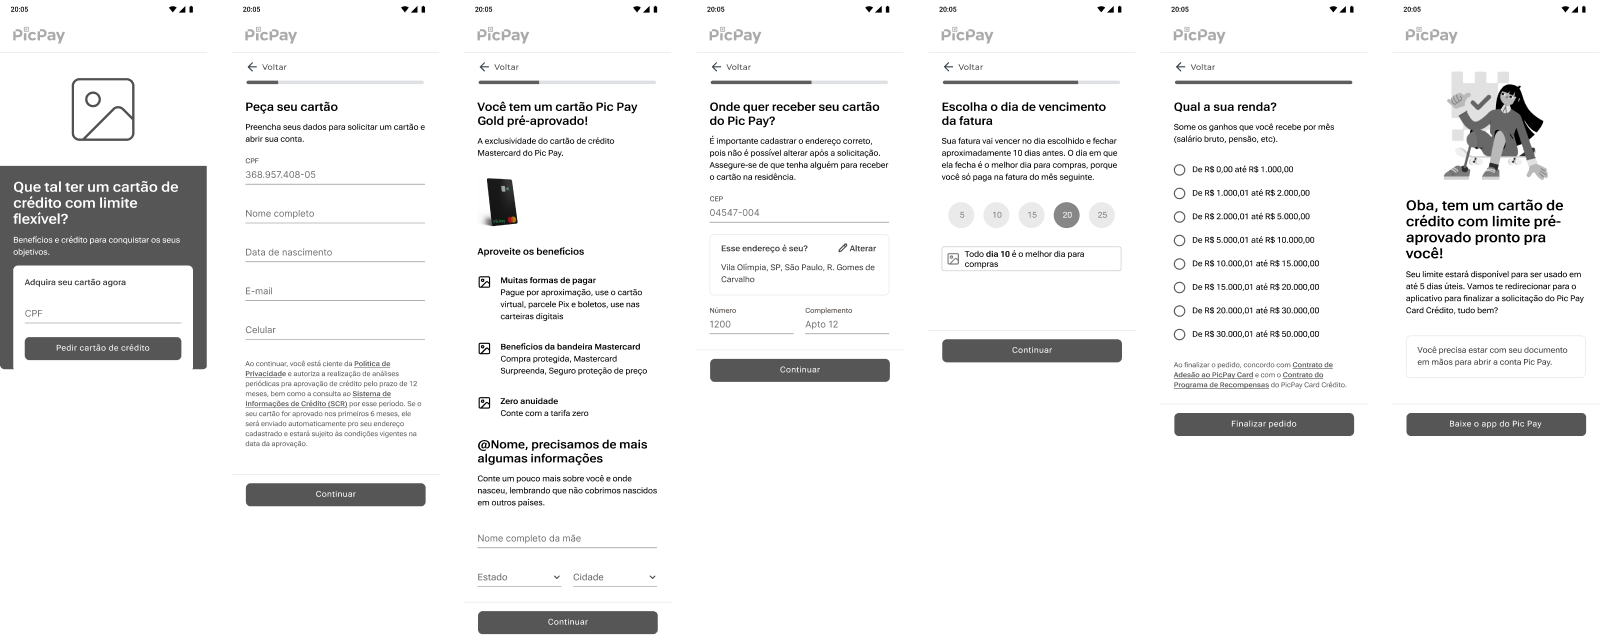 20:05
PicPay
Que tal ter um cartão de
crédito com limite
flexível?
Benefícios e crédito para conquistar os seus
objetivos.
Adquira seu cartão agora
CPF
Pedir cartão de crédito
20:05
PicPay
Voltar
Peça seu cartão
Preencha seus dados para solicitar um cartão e
abrir sua conta.
CPF
368.957.408-05
Nome completo
Data de nascimento
E-mail
Celular
Ao continuar, você está ciente da Política de
Privacidade e autoriza a realização de análises
periódicas pra aprovação de crédito pelo prazo de 12
meses, bem como a consulta ao Sistema de
Informações de Crédito (SCR) por esse período. Se o
seu cartão for aprovado nos primeiros 6 meses, ele
será enviado automaticamente pro seu endereço
cadastrado e estará sujeito às condições vigentes na
data da aprovação.
Continuar
20:05
PicPay
Voltar
Você tem um cartão Pic Pay
Gold pré-aprovado!
A exclusividade do cartão de crédito
Mastercard do Pic Pay.
Aproveite os benefícios
Muitas formas de pagar
Pague por aproximação, use o cartão
virtual, parcele Pix e boletos, use nas
carteiras digitais
Benefícios da bandeira Mastercard
Compra protegida, Mastercard
Surpreenda, Seguro proteção de preço
Zero anuidade
Conte com a tarifa zero
@Nome, precisamos de mais
algumas informações
Conte um pouco mais sobre você e onde
nasceu, lembrando que não cobrimos nascidos
em outros países.
Nome completo da mãe
Estado
Cidade
Continuar
20:05
PicPay
Voltar
Onde quer receber seu cartão
do Pic Pay?
É importante cadastrar o endereço correto,
pois não é possível alterar após a solicitação.
Assegure-se de que tenha alguém para receber
o cartão na residência.
CEP
04547-004
Esse endereço é seu?
Alterar
Vila Olímpia, SP, São Paulo, R. Gomes de
Carvalho
Número
Complemento
1200
Apto 12
Continuar
20:05
PicPay
Voltar
Escolha o dia de vencimento
da fatura
Sua fatura vai vencer no dia escolhido e fechar
aproximadamente 10 dias antes. O dia em que
ela fecha é o melhor dia para compras, porque
você só paga na fatura do mês seguinte.
5
10
15
20
25
Todo dia 10 é o melhor dia para
compras
Continuar
20:05
PicPay
Voltar
Qual a sua renda?
Some os ganhos que você recebe por mês
(salário bruto, pensão, etc).
De R$ 0,00 até R$ 1.000,00
De R$ 1.000,01 até R$ 2.000,00
De R$ 2.000,01 até R$ 5.000,00
De R$ 5.000,01 até R$ 10.000,00
De R$ 10.000,01 até R$ 15.000,00
De R$ 15.000,01 até R$ 20.000,00
De R$ 20.000,01 até R$ 30.000,00
De R$ 30.000,01 até R$ 50.000,00
Ao finalizar o pedido, concordo com Contrato de
Adesão ao PicPay Card e com o Contrato do
Programa de Recompensas do PicPay Card Crédito.
Finalizar pedido
20:05
PicPay
Oba, tem um cartão de
crédito com limite pré-
aprovado pronto pra
você!
Seu limite estará disponível para ser usado em
até 5 dias úteis. Vamos te redirecionar para o
aplicativo para finalizar a solicitação do Pic Pay
Card Crédito, tudo bem?
Você precisa estar com seu documento
em mãos para abrir a conta Pic Pay.
Baixe o app do Pic Pay